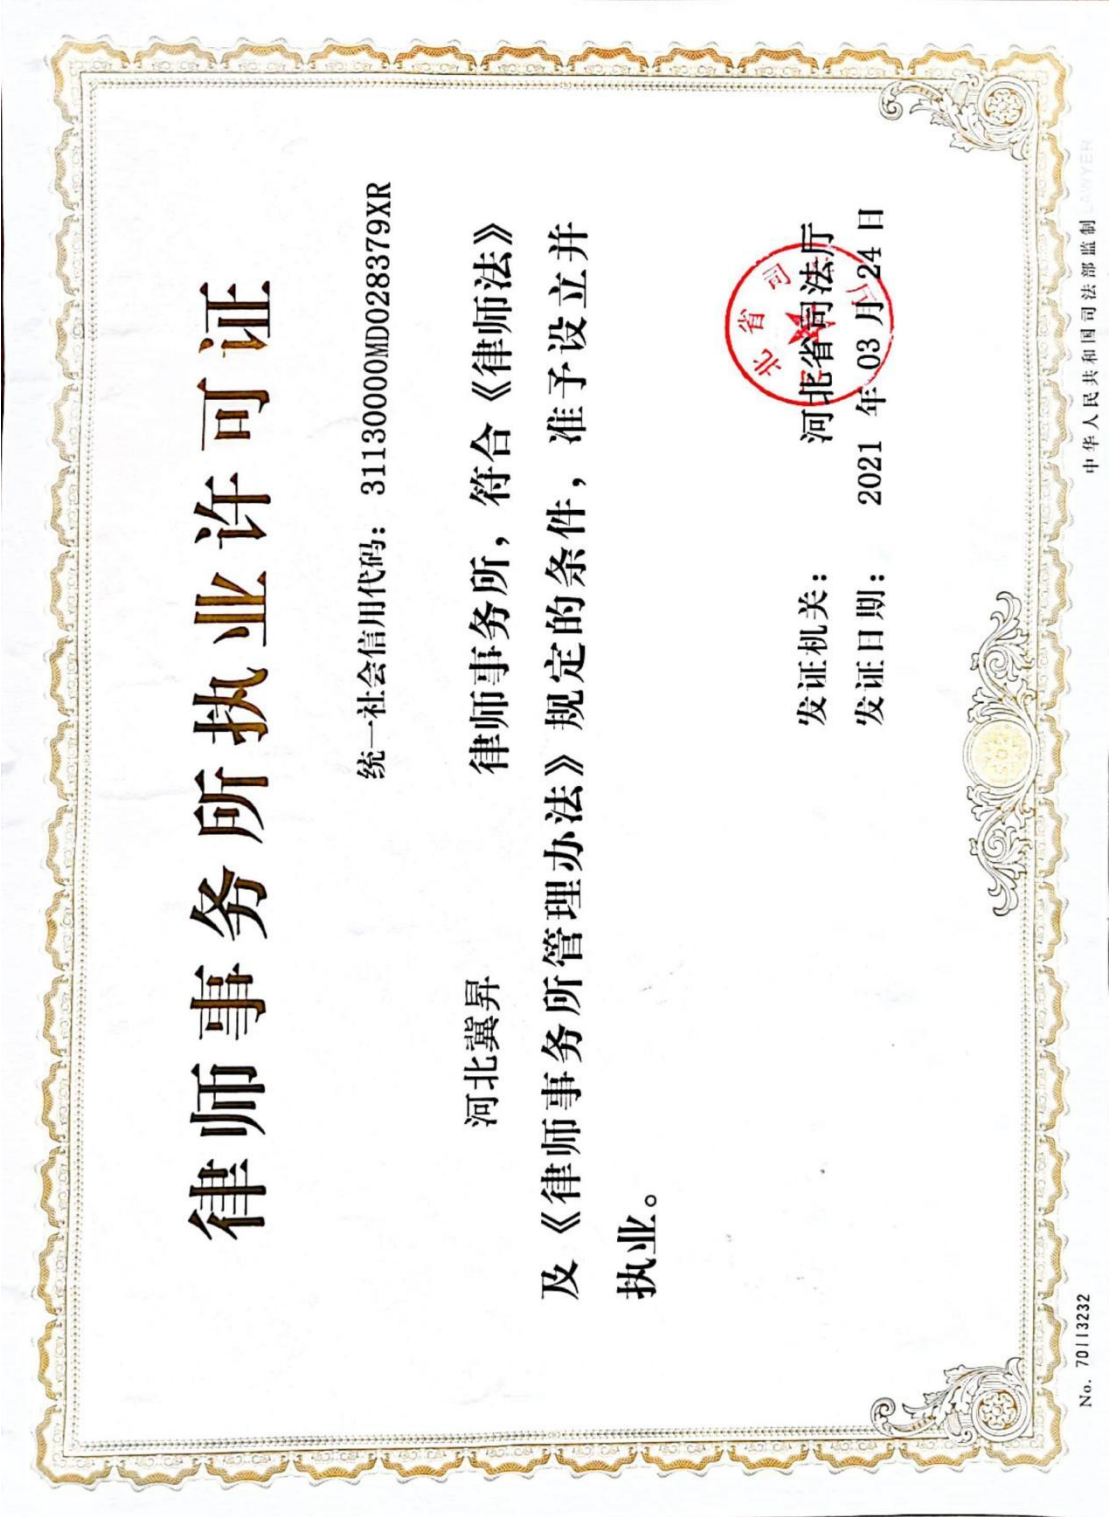 律师事务所执业许可证
统一社会信用代码：31130000MD028379XR
河北冀昇 律师事务所，符合《律师法》
及《律师事务所管理办法》规定的条件，准予设立并
执业。
发证机关： 河北省司法厅
发证日期： 2021 年 03 月 24 日
北省司
No. 70113232
中华人民共和国司法部监制
LAWYER